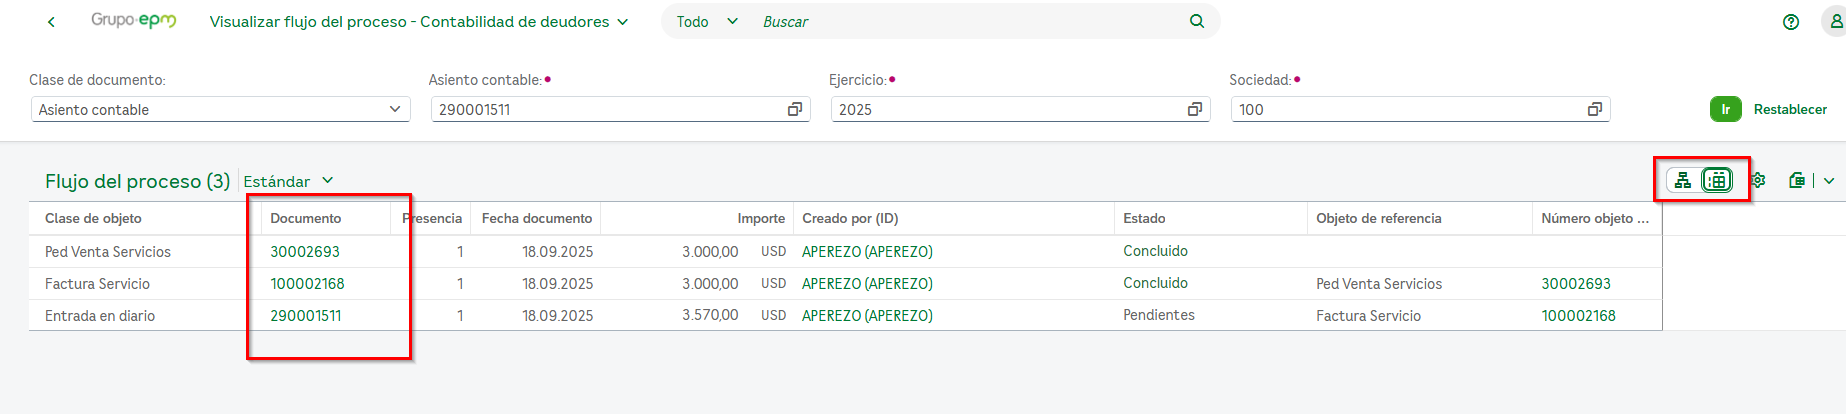 Grupo·epm
Visualizar flujo del proceso - Contabilidad de deudores
Todo
Buscar
Clase de documento:
Asiento contable:
Ejercicio:
Sociedad:
Asiento contable
290001511
2025
100
Ir
Restablecer
Flujo del proceso (3)
Estándar
Clase de objeto Documento Presencia Fecha documento Importe Creado por (ID) Estado Objeto de referencia Número objeto ...
Ped Venta Servicios 30002693 1 18.09.2025 3.000,00 USD APEREZO (APEREZO) Concluido
Factura Servicio 100002168 1 18.09.2025 3.000,00 USD APEREZO (APEREZO) Concluido Ped Venta Servicios 30002693
Entrada en diario 290001511 1 18.09.2025 3.570,00 USD APEREZO (APEREZO) Pendientes Factura Servicio 100002168